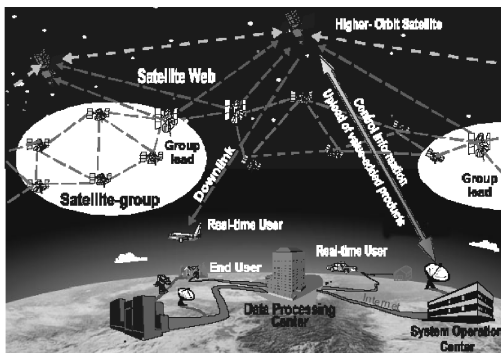 Higher- Orbit Satellite
Satellite Web
Group
lead
Satellite-group
Group
lead
Downlink
Control Information
Upload of value-added products
Real-time User
Real-time User
End User
Data Processing
Center
Internet
System Operation
Center